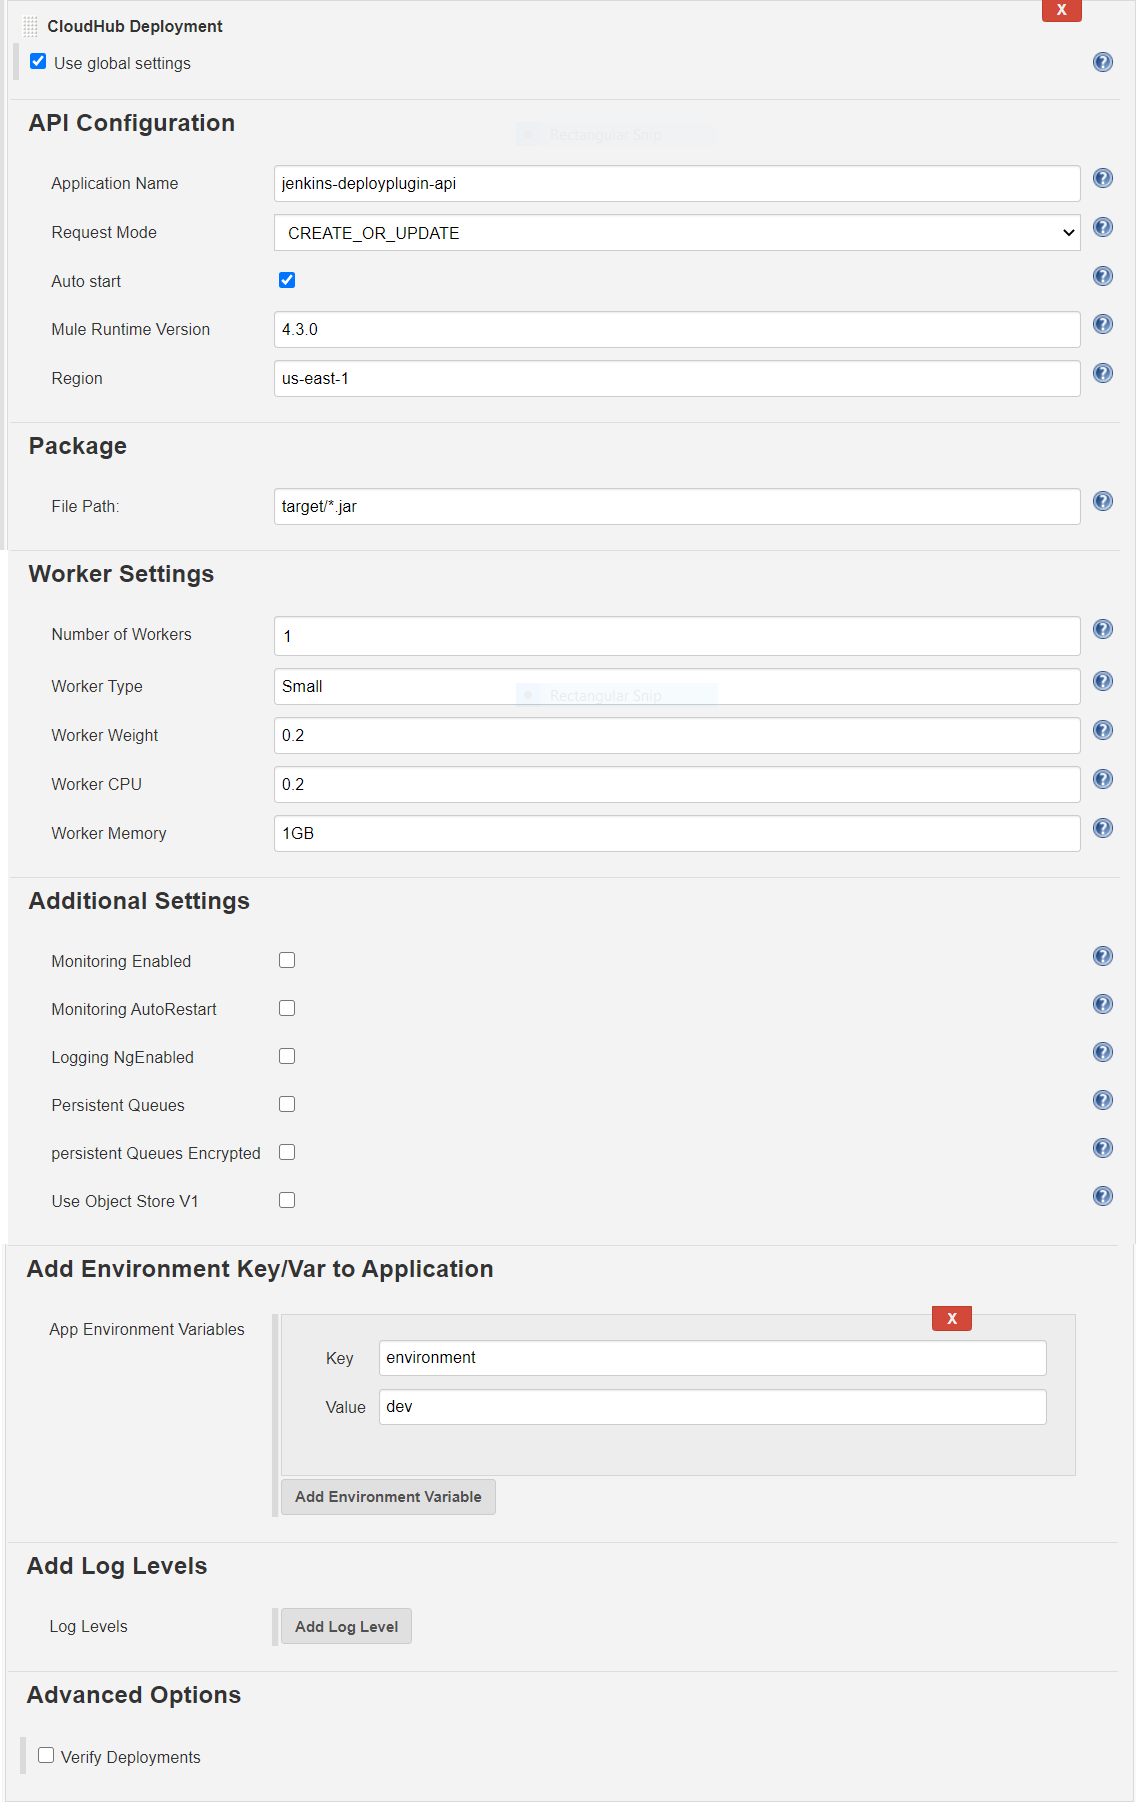 CloudHub Deployment
X
Use global settings
API Configuration
Rectangular Snip
Application Name jenkins-deployplugin-api
Request Mode CREATE_OR_UPDATE
Auto start
Mule Runtime Version 4.3.0
Region us-east-1
Package
File Path: target/*.jar
Worker Settings
Number of Workers 1
Worker Type Small
Rectangular Snip
Worker Weight 0.2
Worker CPU 0.2
Worker Memory 1GB
Additional Settings
Monitoring Enabled
Monitoring AutoRestart
Logging NgEnabled
Persistent Queues
persistent Queues Encrypted
Use Object Store V1
Add Environment Key/Var to Application
App Environment Variables
X
Key environment
Value dev
Add Environment Variable
Add Log Levels
Log Levels Add Log Level
Advanced Options
Verify Deployments